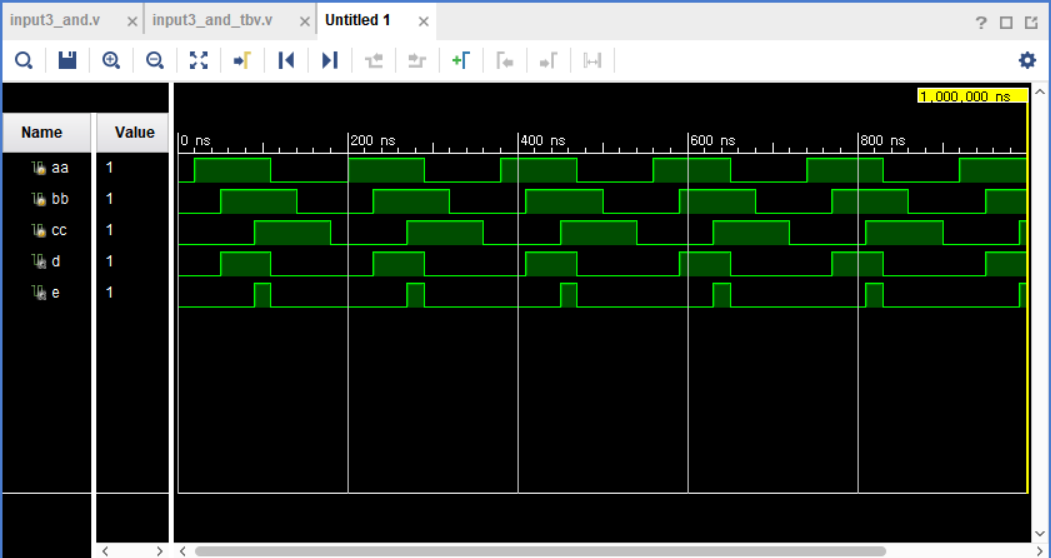 input3_and.v × input3_and_tbv.v × Untitled 1 ×
?
1,000,000 ns
Name Value 0 ns 200 ns 400 ns 600 ns 800 ns
aa 1
bb 1
cc 1
d 1
e 1